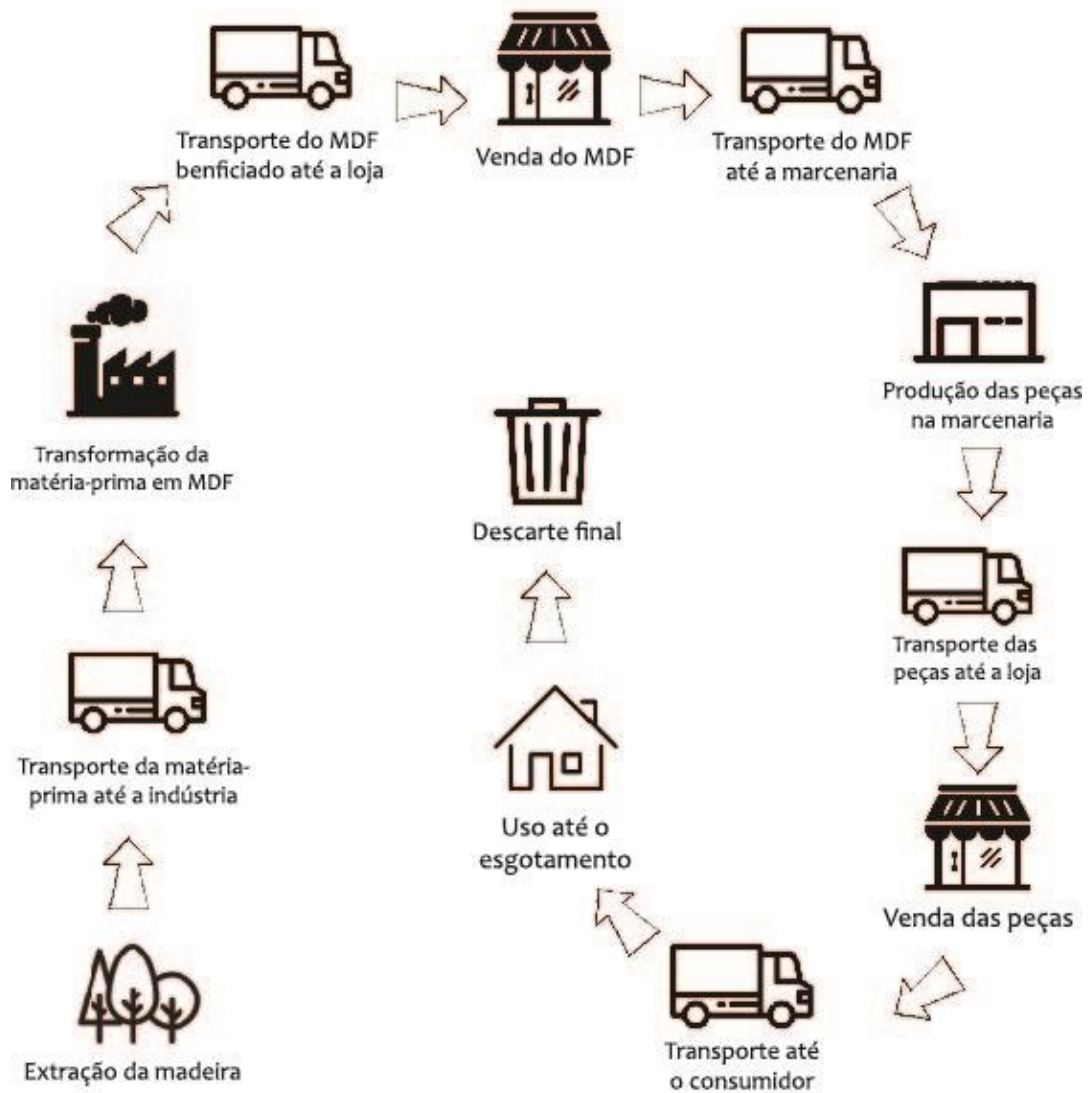 Transporte do MDF
benficiado até a loja
Venda do MDF
Transporte do MDF
até a marcenaria
Produção das peças
na marcenaria
Transformação da
matéria-prima em MDF
Descarte final
Transporte das
peças até a loja
Transporte da matéria-
prima até a indústria
Uso até o
esgotamento
Venda das peças
Extração da madeira
Transporte até
o consumidor